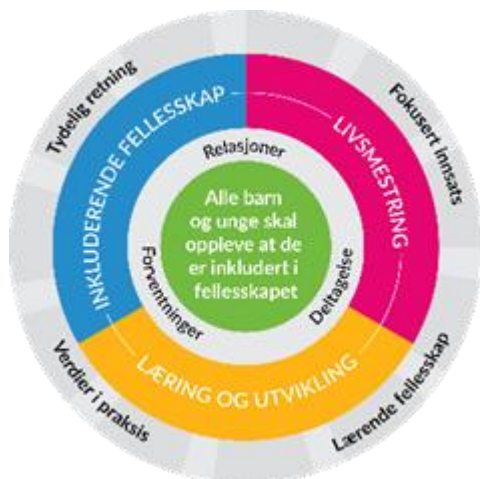 Tydelig retning
Fokusert innsats
INKLUDERENDE FELLESSKAP
LIVSMESTRING
Relasjoner
Alle barn
og unge skal
oppleve at de
er inkludert i
fellesskapet
Forventninger
Deltagelse
LÆRING OG UTVIKLING
Verdier i praksis
Lærende fellesskap